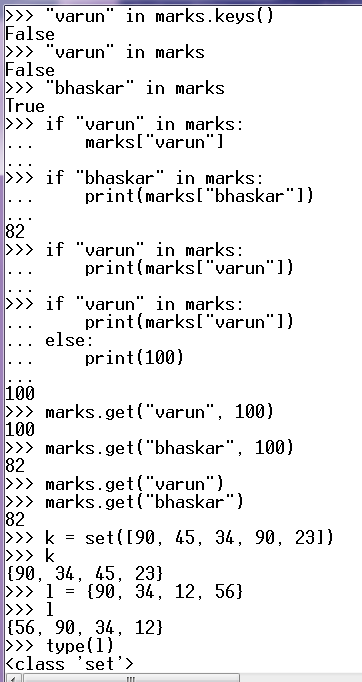 >>> "varun" in marks.keys()
False
>>> "varun" in marks
False
>>> "bhaskar" in marks
True
>>> if "varun" in marks:
...     marks["varun"]
...
>>> if "bhaskar" in marks:
...     print(marks["bhaskar"])
...
82
>>> if "varun" in marks:
...     print(marks["varun"])
...
>>> if "varun" in marks:
...     print(marks["varun"])
... else:
...     print(100)
...
100
>>> marks.get("varun", 100)
100
>>> marks.get("bhaskar", 100)
82
>>> marks.get("varun")
>>> marks.get("bhaskar")
82
>>> k = set([90, 45, 34, 90, 23])
>>> k
{90, 34, 45, 23}
>>> l = {90, 34, 12, 56}
>>> l
{56, 90, 34, 12}
>>> type(l)
<class 'set'>